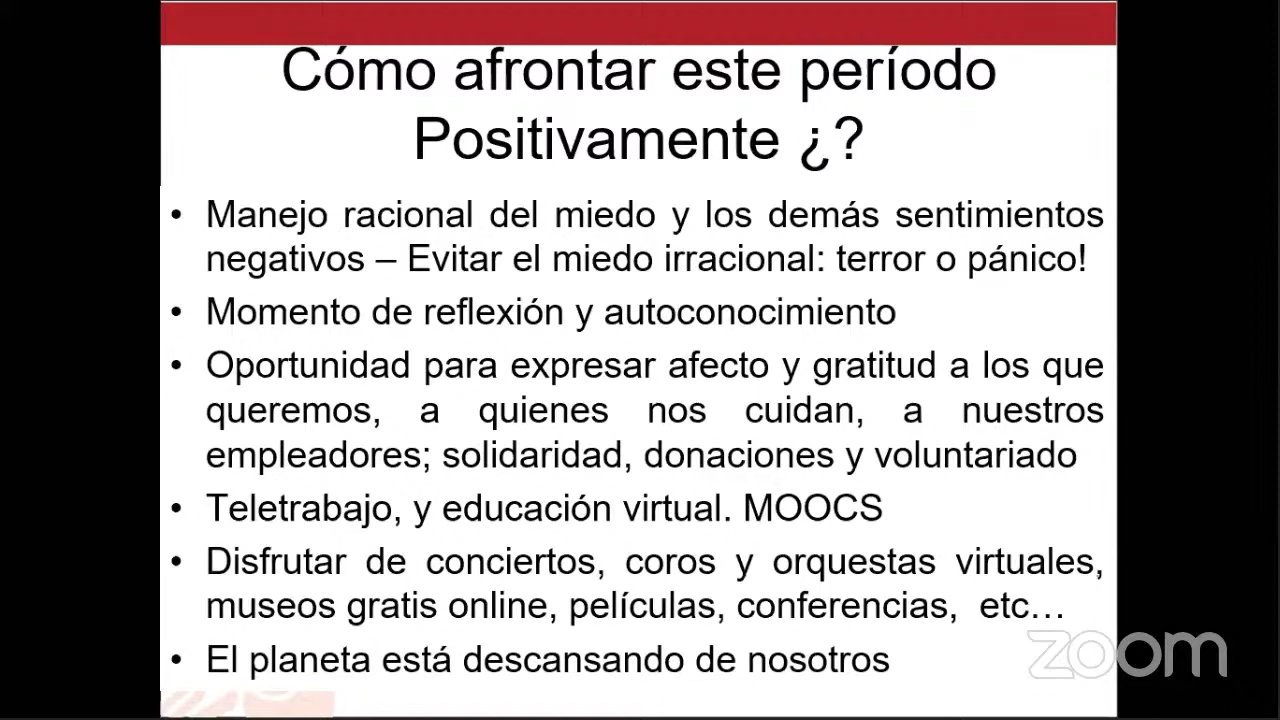 Cómo afrontar este período
Positivamente ¿?
• Manejo racional del miedo y los demás sentimientos
negativos – Evitar el miedo irracional: terror o pánico!
• Momento de reflexión y autoconocimiento
• Oportunidad para expresar afecto y gratitud a los que
queremos, a quienes nos cuidan, a nuestros
empleadores; solidaridad, donaciones y voluntariado
• Teletrabajo, y educación virtual. MOOCS
• Disfrutar de conciertos, coros y orquestas virtuales,
museos gratis online, películas, conferencias, etc…
• El planeta está descansando de nosotros
zoom